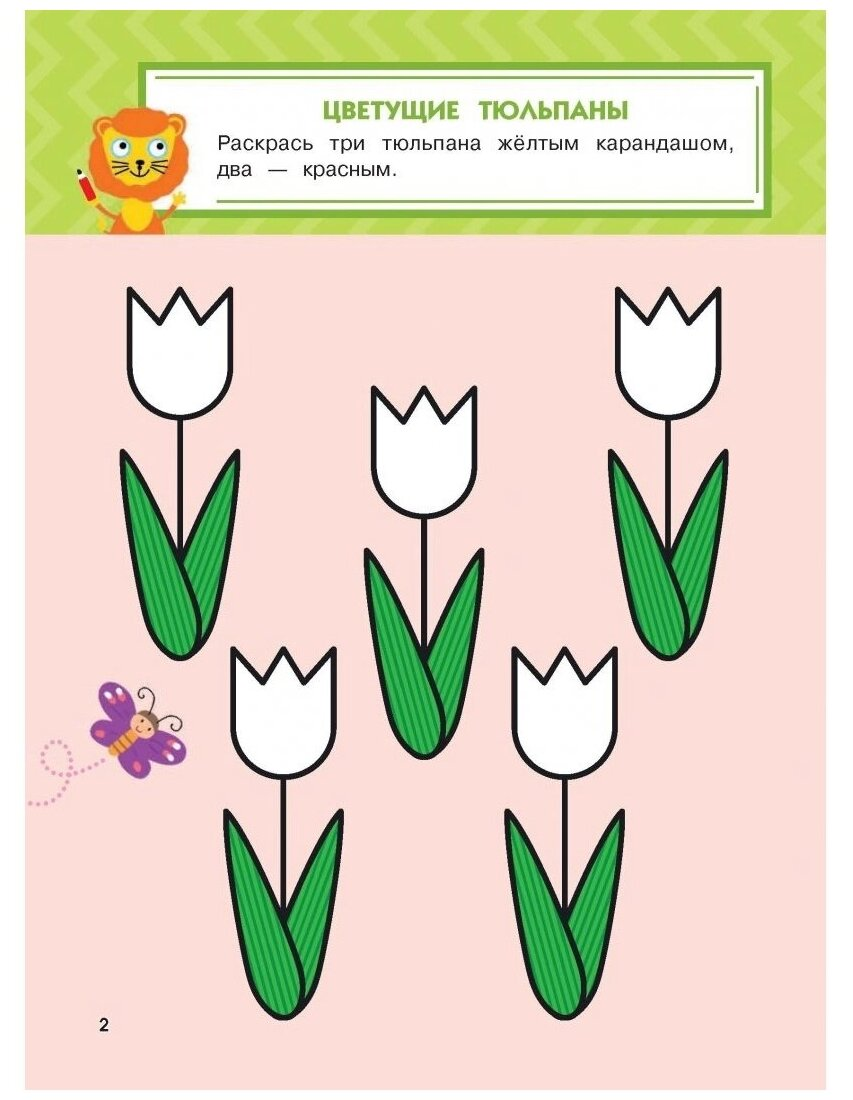 ЦВЕТУЩИЕ ТЮЛЬПАНЫ
Раскрась три тюльпана жёлтым карандашом,
два — красным.
2